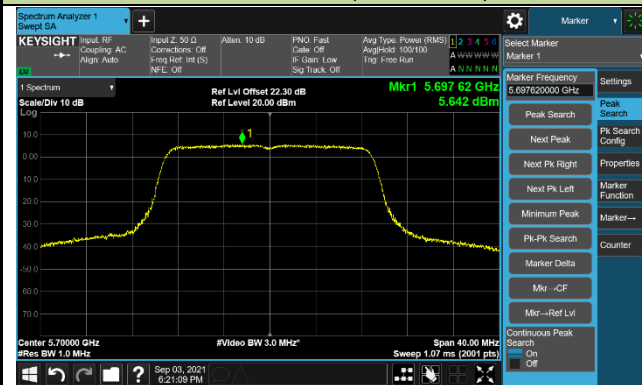 Spectrum Analyzer 1
Swept SA
Marker
KEYSIGHT
Input: RF
Coupling: AC
Align: Auto
Input Z: 50 Ω
Corrections: Off
Freq Ref: Int (S)
NFE: Off
Atten: 10 dB
PNO: Fast
Gate: Off
IF Gain: Low
Sig Track: Off
Avg Type: Power (RMS)
Avg|Hold: 100/100
Trig: Free Run
1 2 3 4 5 6
A W W W W W
A N N N N N
Select Marker
Marker 1
1 Spectrum
Scale/Div 10 dB
Log
Ref Lvl Offset 22.30 dB
Ref Level 20.00 dBm
Mkr1 5.697 62 GHz
5.642 dBm
1
10.0
0.00
-10.0
-20.0
-30.0
-40.0
-50.0
-60.0
-70.0
Center 5.70000 GHz
#Res BW 1.0 MHz
#Video BW 3.0 MHz*
Span 40.00 MHz
Sweep 1.07 ms (2001 pts)
Marker Frequency
5.697620000 GHz
Peak Search
Next Peak
Next Pk Right
Next Pk Left
Minimum Peak
Pk-Pk Search
Marker Delta
Mkr→CF
Mkr→Ref Lvl
Continuous Peak
Search
On
Off
Settings
Peak
Search
Pk Search
Config
Properties
Marker
Function
Marker→
Counter
Sep 03, 2021
6:21:09 PM